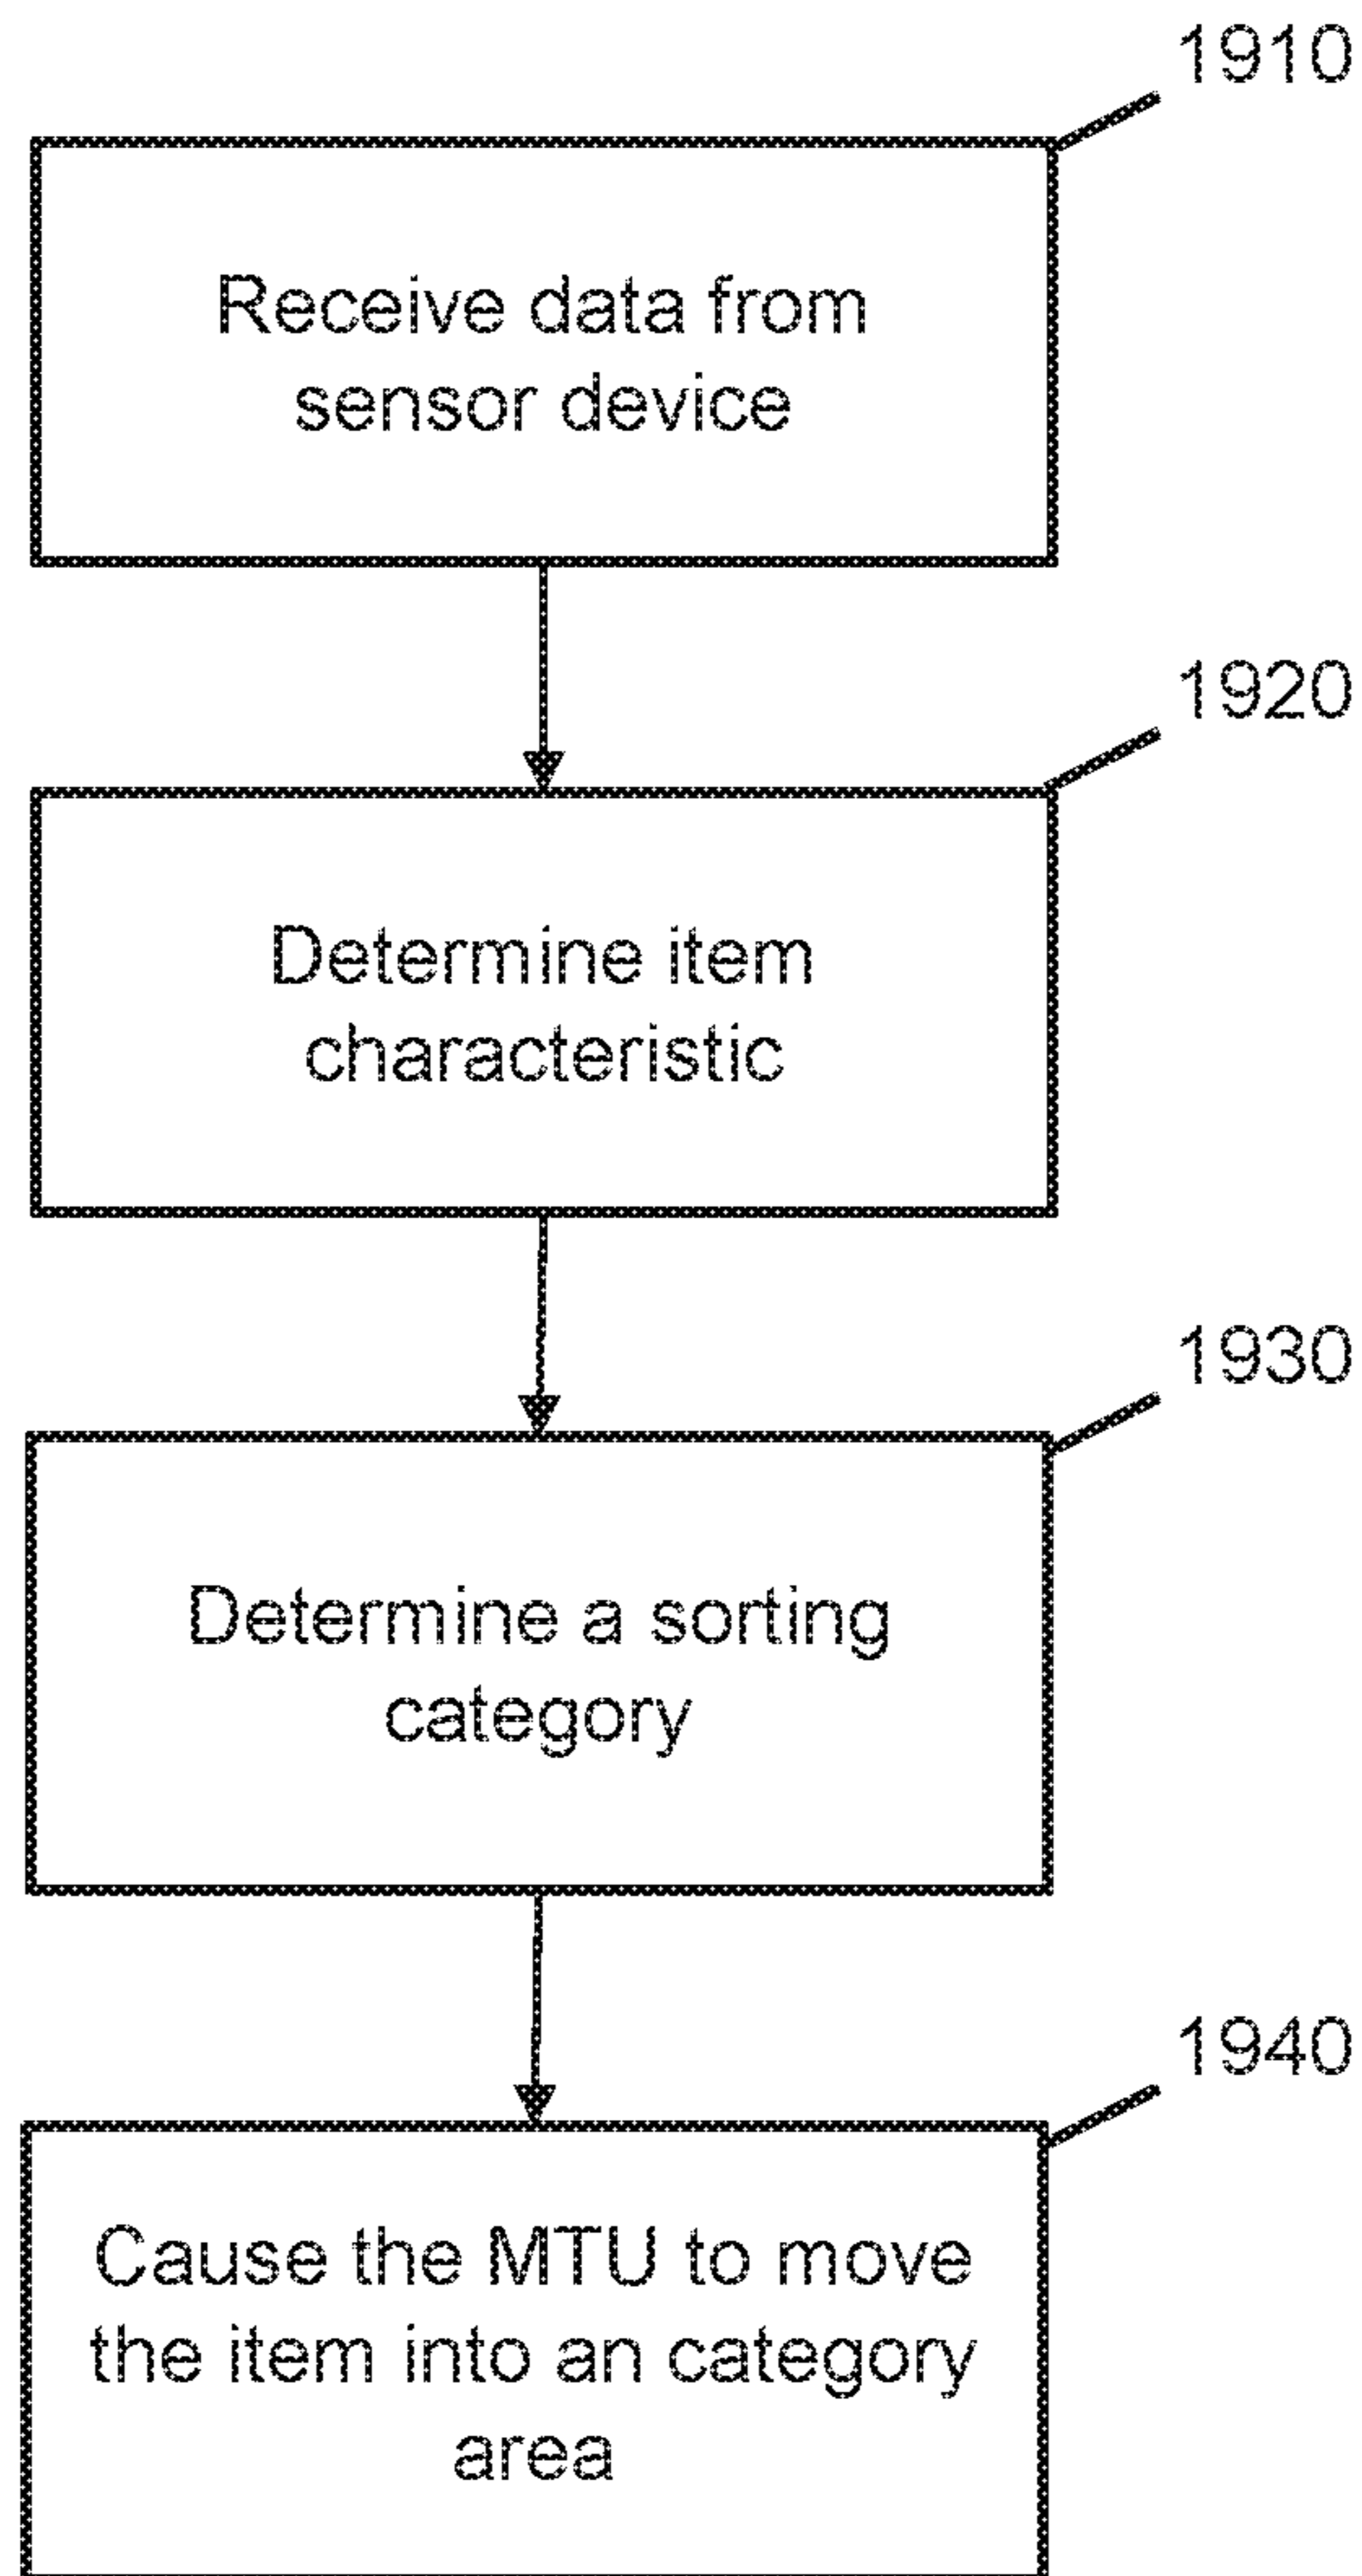 1910
Receive data from
sensor device
1920
Determine item
characteristic
1930
Determine a sorting
category
1940
Cause the MTU to move
the item into an category
area